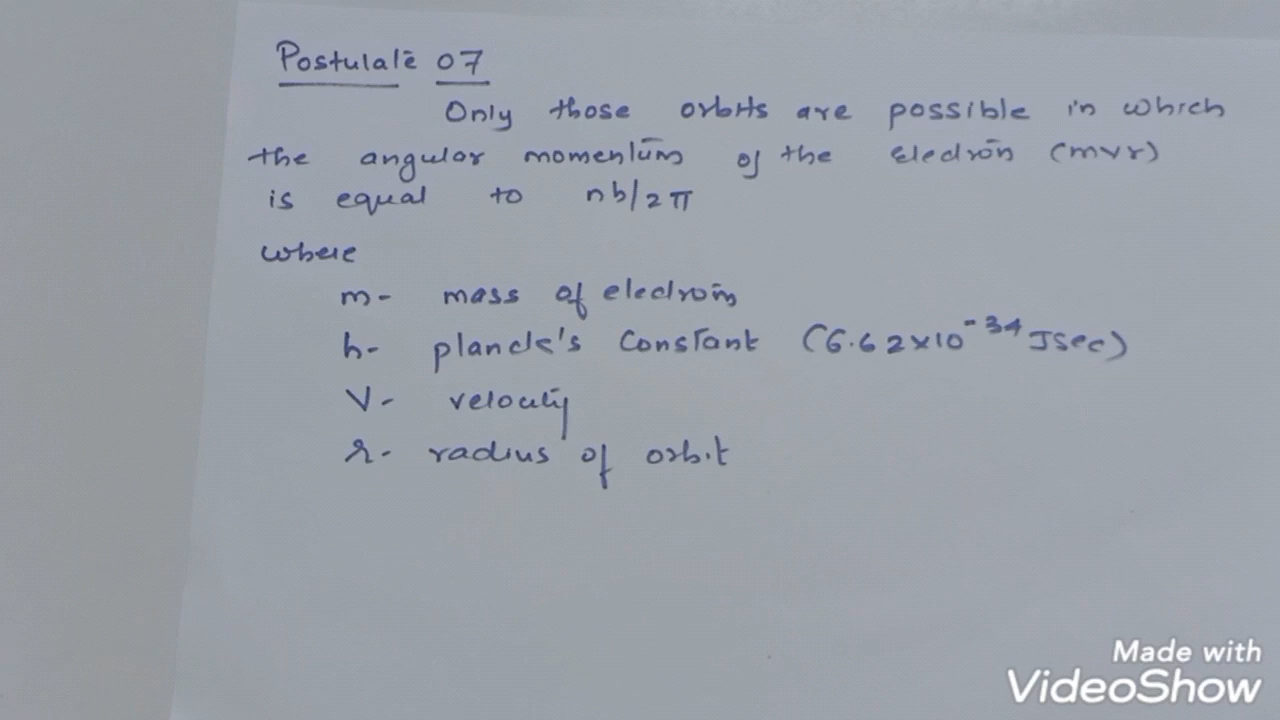 Postulate 07
Only those orbits are possible in which
the angular momentum of the electron (mvr)
is equal to nh/2π
where
m- mass of electron
h- planck's constant (6.62x10⁻³⁴ Jsec)
V- velocity
r- radius of orbit
Made with
VideoShow